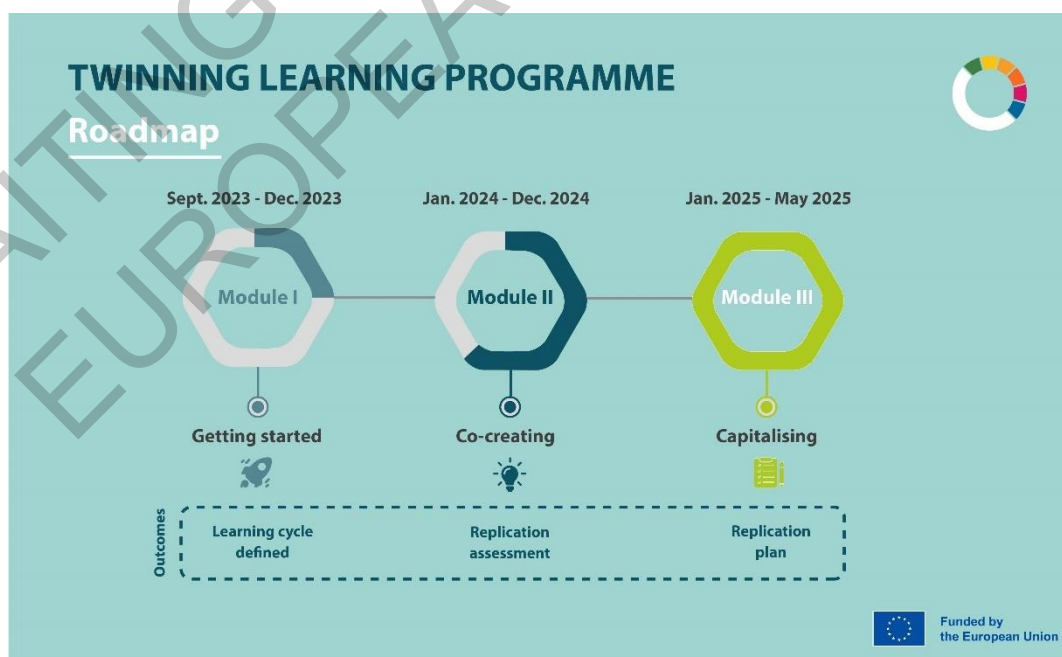 TWINNING LEARNING PROGRAMME
Roadmap
Sept. 2023 - Dec. 2023
Jan. 2024 - Dec. 2024
Jan. 2025 - May 2025
Module I
Module II
Module III
Getting started
Co-creating
Capitalising
Outcomes
Learning cycle
defined
Replication
assessment
Replication
plan
Funded by
the European Union
AITING
EUROPEA